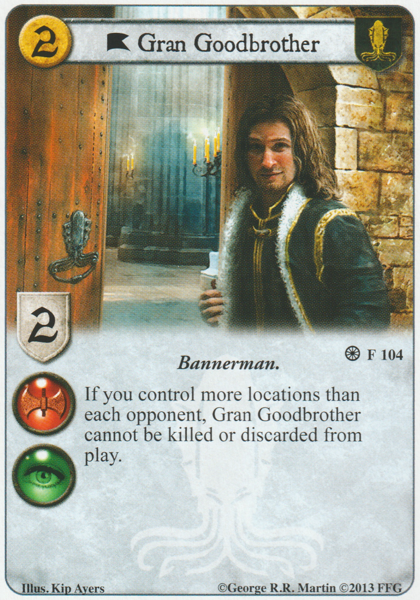 2
Gran Goodbrother
2
Bannerman.
F 104
If you control more locations than
each opponent, Gran Goodbrother
cannot be killed or discarded from
play.
Illus. Kip Ayers
©George R.R. Martin ©2013 FFG